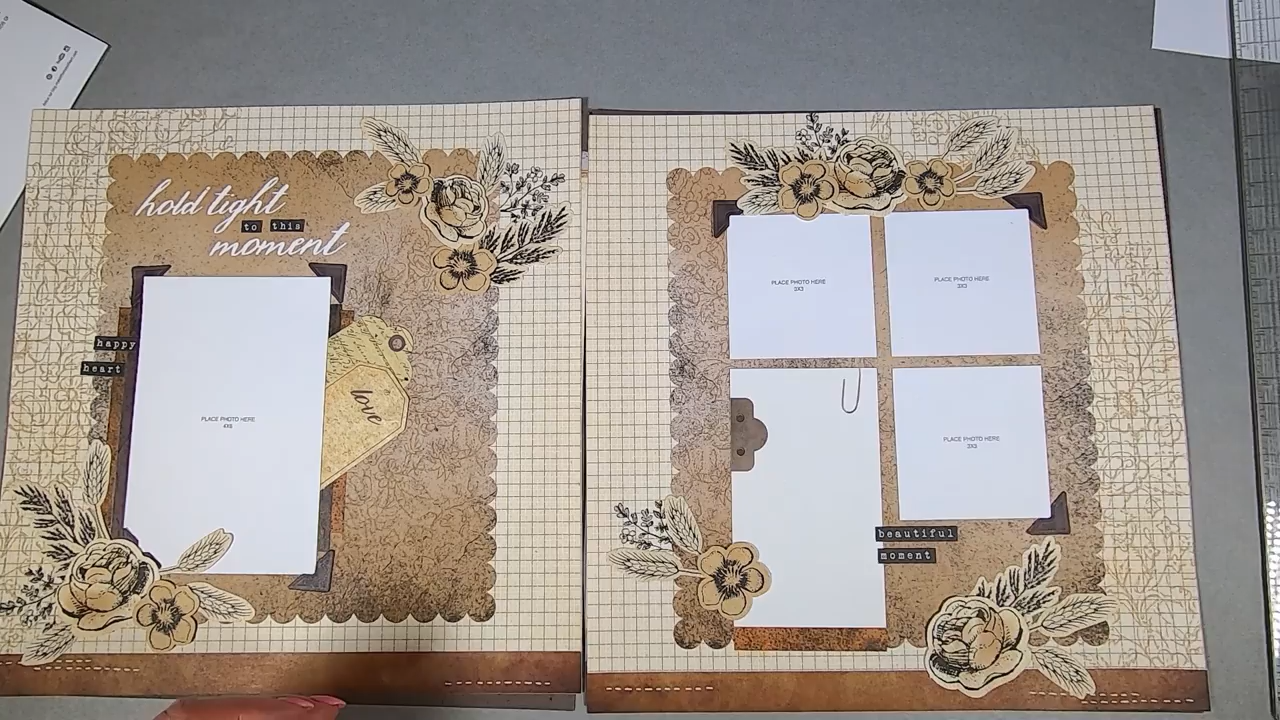 hold tight
to this
moment
happy
heart
PLACE PHOTO HERE
4X6
love
PLACE PHOTO HERE
3X3
PLACE PHOTO HERE
3X3
PLACE PHOTO HERE
3X3
beautiful
moment